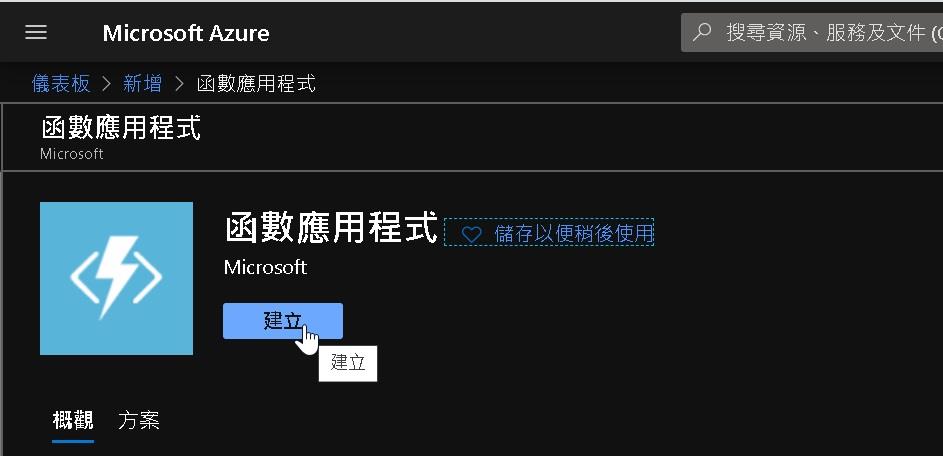 Microsoft Azure
搜尋資源、服務及文件 (
儀表板 > 新增 > 函數應用程式
函數應用程式
Microsoft
函數應用程式 儲存以便稍後使用
Microsoft
建立
建立
概觀 方案